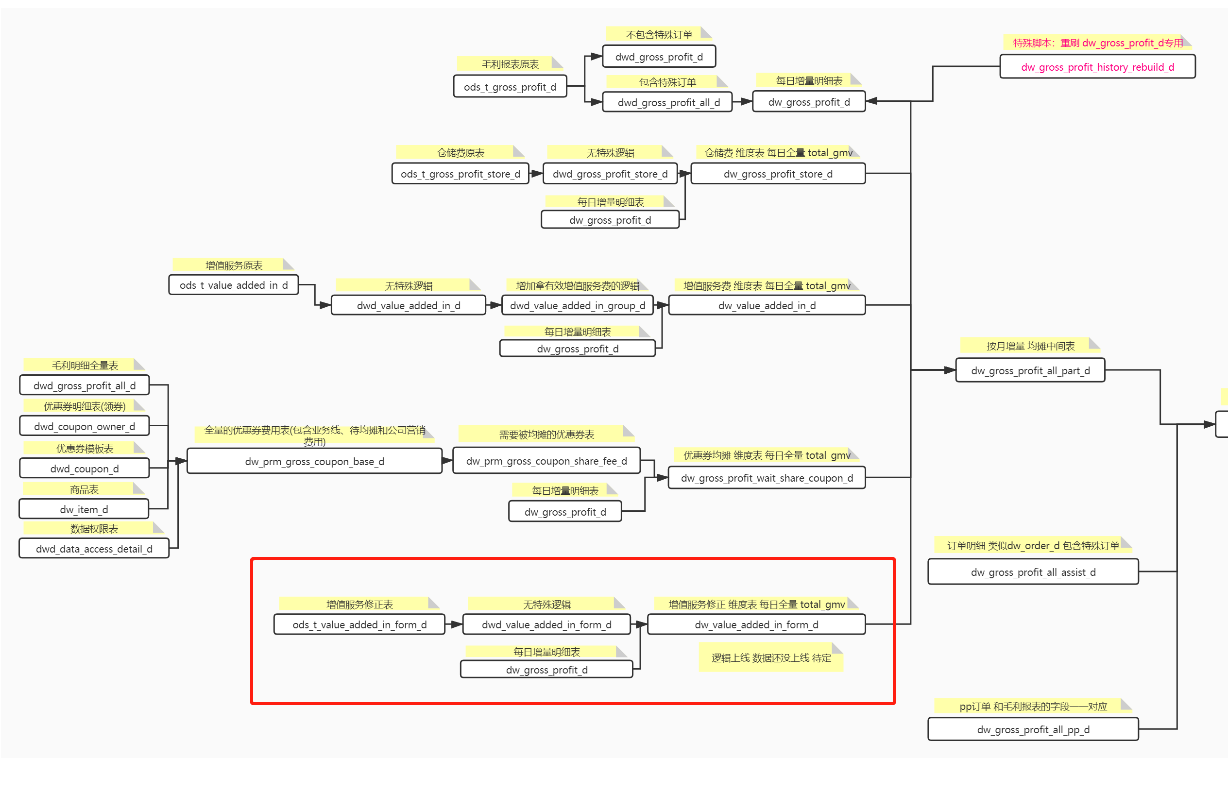 不包含特殊订单
dwd_gross_profit_d
毛利报表原表
ods_t_gross_profit_d
包含特殊订单
dwd_gross_profit_all_d
每日增量明细表
dw_gross_profit_d
特殊脚本：重刷 dw_gross_profit_d专用
dw_gross_profit_history_rebuild_d
仓储费原表
ods_t_gross_profit_store_d
无特殊逻辑
dwd_gross_profit_store_d
仓储费 维度表 每日全量 total_gmv
dw_gross_profit_store_d
每日增量明细表
dw_gross_profit_d
增值服务原表
ods_t_value_added_in_d
无特殊逻辑
dwd_value_added_in_d
增加拿有效增值服务费的逻辑
dwd_value_added_in_group_d
增值服务费 维度表 每日全量 total_gmv
dw_value_added_in_d
每日增量明细表
dw_gross_profit_d
按月增量 均摊中间表
dw_gross_profit_all_part_d
毛利明细全量表
dwd_gross_profit_all_d
优惠券明细表(领券)
dwd_coupon_owner_d
优惠券模板表
dwd_coupon_d
商品表
dw_item_d
数据权限表
dwd_data_access_detail_d
全量的优惠券费用表(包含业务线、待均摊和公司营销
费用)
dw_prm_gross_coupon_base_d
需要被均摊的优惠券表
dw_prm_gross_coupon_share_fee_d
优惠券均摊 维度表 每日全量 total_gmv
dw_gross_profit_wait_share_coupon_d
每日增量明细表
dw_gross_profit_d
订单明细 类似dw_order_d 包含特殊订单
dw_gross_profit_all_assist_d
增值服务修正表
ods_t_value_added_in_form_d
无特殊逻辑
dwd_value_added_in_form_d
增值服务修正 维度表 每日全量 total_gmv
dw_value_added_in_form_d
每日增量明细表
dw_gross_profit_d
逻辑上线 数据还没上线 待定
pp订单 和毛利报表的字段一一对应
dw_gross_profit_all_pp_d